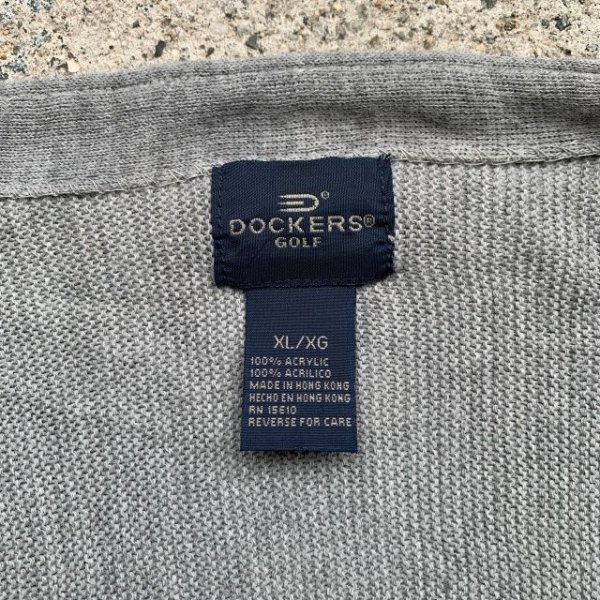 DOCKERS®
GOLF
XL/XG
100% ACRYLIC
100% ACRILICO
MADE IN HONG KONG
HECHO EN HONG KONG
RN 15610
REVERSE FOR CARE